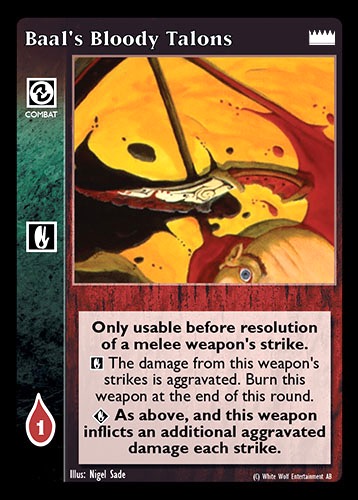 Baal's Bloody Talons
COMBAT
Only usable before resolution
of a melee weapon's strike.
The damage from this weapon's
strikes is aggravated. Burn this
weapon at the end of this round.
As above, and this weapon
inflicts an additional aggravated
damage each strike.
1
Illus: Nigel Sade
(C) White Wolf Entertainment AB